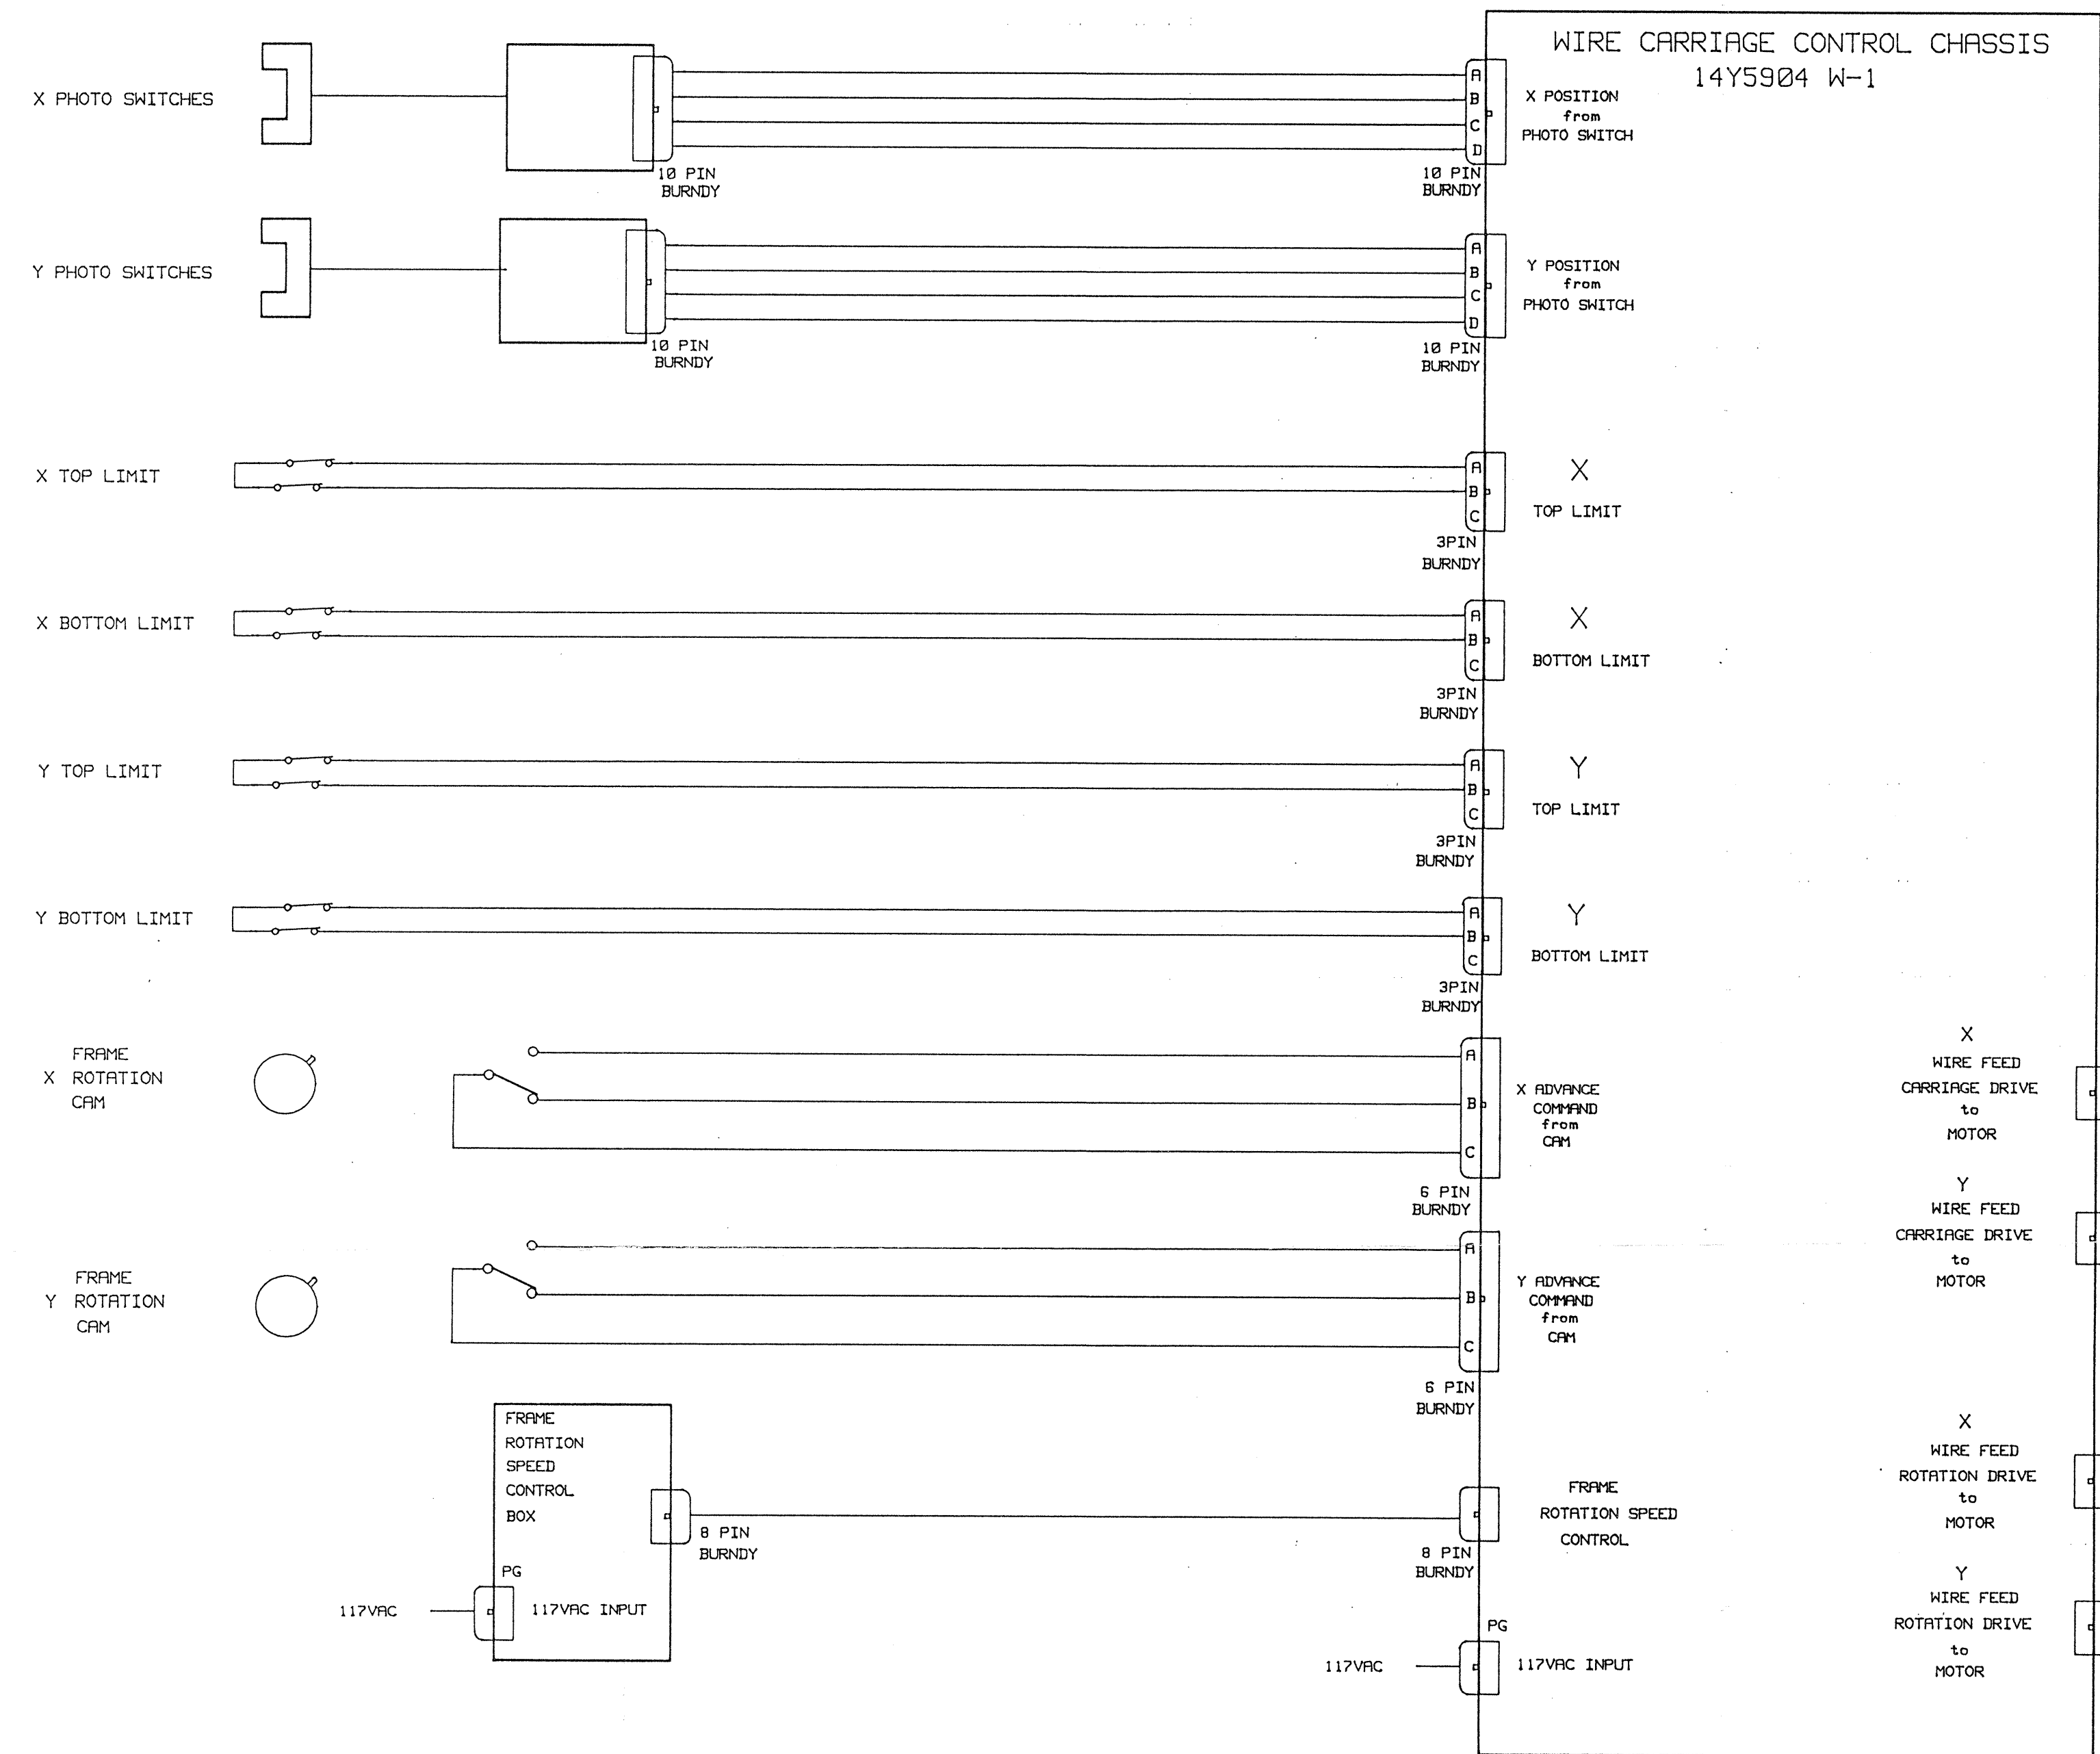 WIRE CARRIAGE CONTROL CHASSIS
14Y5904 W-1
X PHOTO SWITCHES
10 PIN
BURNDY
A
B
C
D
10 PIN
BURNDY
X POSITION
from
PHOTO SWITCH
Y PHOTO SWITCHES
10 PIN
BURNDY
A
B
C
D
10 PIN
BURNDY
Y POSITION
from
PHOTO SWITCH
X TOP LIMIT
A
B
C
3PIN
BURNDY
X
TOP LIMIT
X BOTTOM LIMIT
A
B
C
3PIN
BURNDY
X
BOTTOM LIMIT
Y TOP LIMIT
A
B
C
3PIN
BURNDY
Y
TOP LIMIT
Y BOTTOM LIMIT
A
B
C
3PIN
BURNDY
Y
BOTTOM LIMIT
FRAME
X ROTATION
CAM
A
B
C
6 PIN
BURNDY
X ADVANCE
COMMAND
from
CAM
X
WIRE FEED
CARRIAGE DRIVE
to
MOTOR
FRAME
Y ROTATION
CAM
A
B
C
6 PIN
BURNDY
Y ADVANCE
COMMAND
from
CAM
Y
WIRE FEED
CARRIAGE DRIVE
to
MOTOR
FRAME
ROTATION
SPEED
CONTROL
BOX
8 PIN
BURNDY
8 PIN
BURNDY
FRAME
ROTATION SPEED
CONTROL
X
WIRE FEED
ROTATION DRIVE
to
MOTOR
PG
117VAC
117VAC INPUT
PG
117VAC
117VAC INPUT
Y
WIRE FEED
ROTATION DRIVE
to
MOTOR